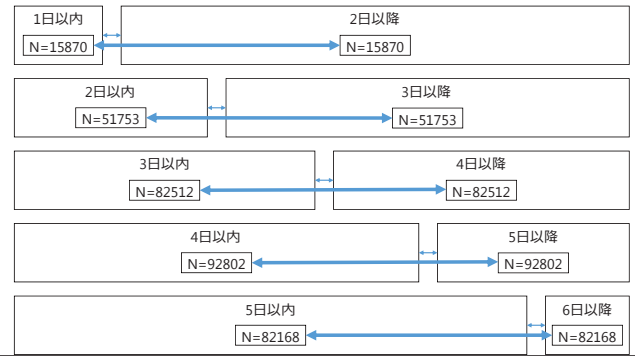 1日以内
2日以降
N=15870
N=15870
2日以内
3日以降
N=51753
N=51753
3日以内
4日以降
N=82512
N=82512
4日以内
5日以降
N=92802
N=92802
5日以内
6日以降
N=82168
N=82168